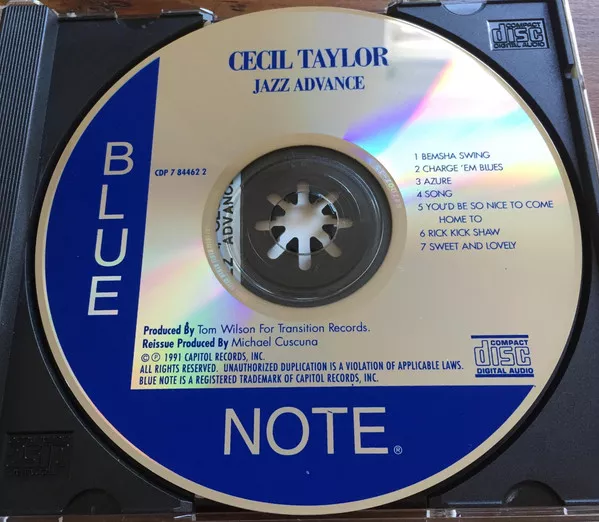 CECIL TAYLOR
JAZZ ADVANCE
COMPACT
disc
DIGITAL AUDIO
BLUE
CDP 7 84462 2
1 BEMSHA SWING
2 CHARGE 'EM BLUES
3 AZURE
4 SONG
5 YOU'D BE SO NICE TO COME
HOME TO
6 RICK KICK SHAW
7 SWEET AND LOVELY
ADVANC
Produced By Tom Wilson For Transition Records.
Reissue Produced By Michael Cuscuna
© ℗ 1991 CAPITOL RECORDS, INC.
ALL RIGHTS RESERVED. UNAUTHORIZED DUPLICATION IS A VIOLATION OF APPLICABLE LAWS.
BLUE NOTE IS A REGISTERED TRADEMARK OF CAPITOL RECORDS, INC.
COMPACT
disc
DIGITAL AUDIO
NOTE®